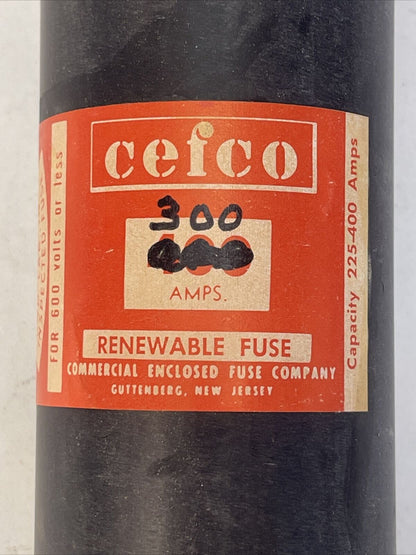 cefco
300
400
AMPS.
RENEWABLE FUSE
COMMERCIAL ENCLOSED FUSE COMPANY
GUTTENBERG, NEW JERSEY
FOR 600 volts or less
Capacity 225-400 Amps